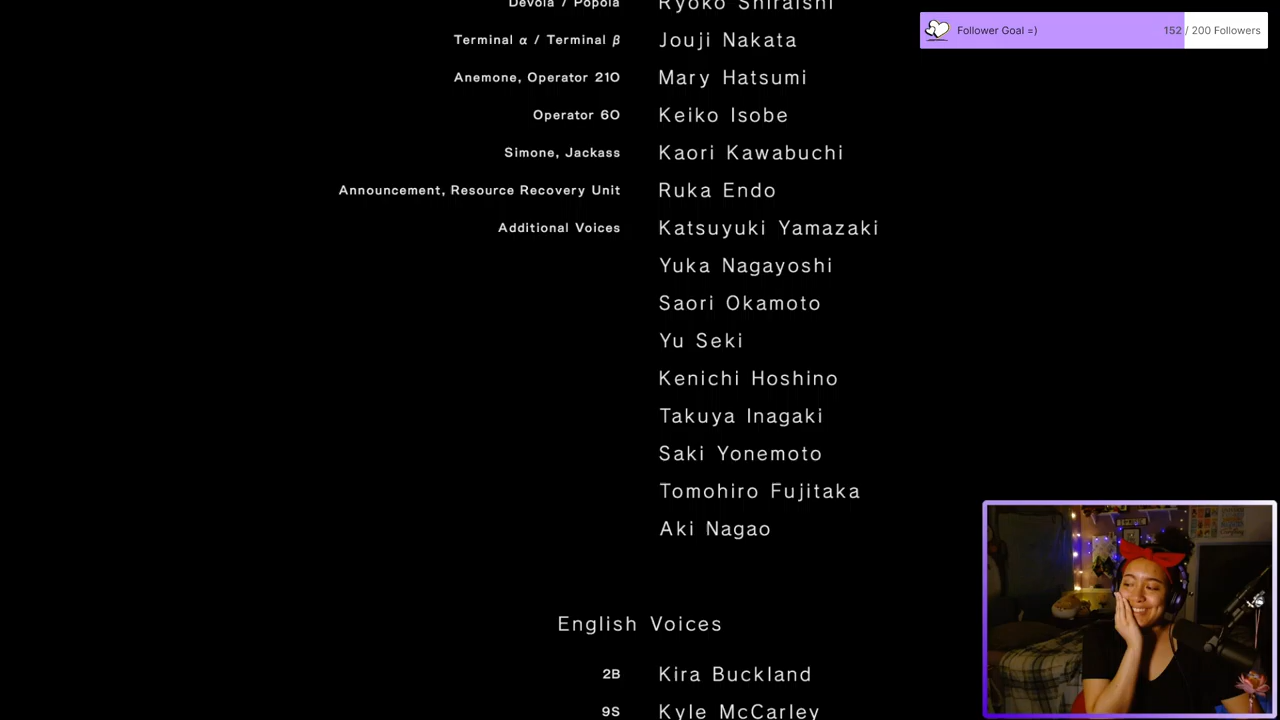 Devola / Popola Ryoko Shiraishi
Follower Goal =) 152 / 200 Followers
Terminal α / Terminal β Jouji Nakata
Anemone, Operator 21O Mary Hatsumi
Operator 6O Keiko Isobe
Simone, Jackass Kaori Kawabuchi
Announcement, Resource Recovery Unit Ruka Endo
Additional Voices Katsuyuki Yamazaki
Yuka Nagayoshi
Saori Okamoto
Yu Seki
Kenichi Hoshino
Takuya Inagaki
Saki Yonemoto
Tomohiro Fujitaka
Aki Nagao
English Voices
2B Kira Buckland
9S Kyle McCarley